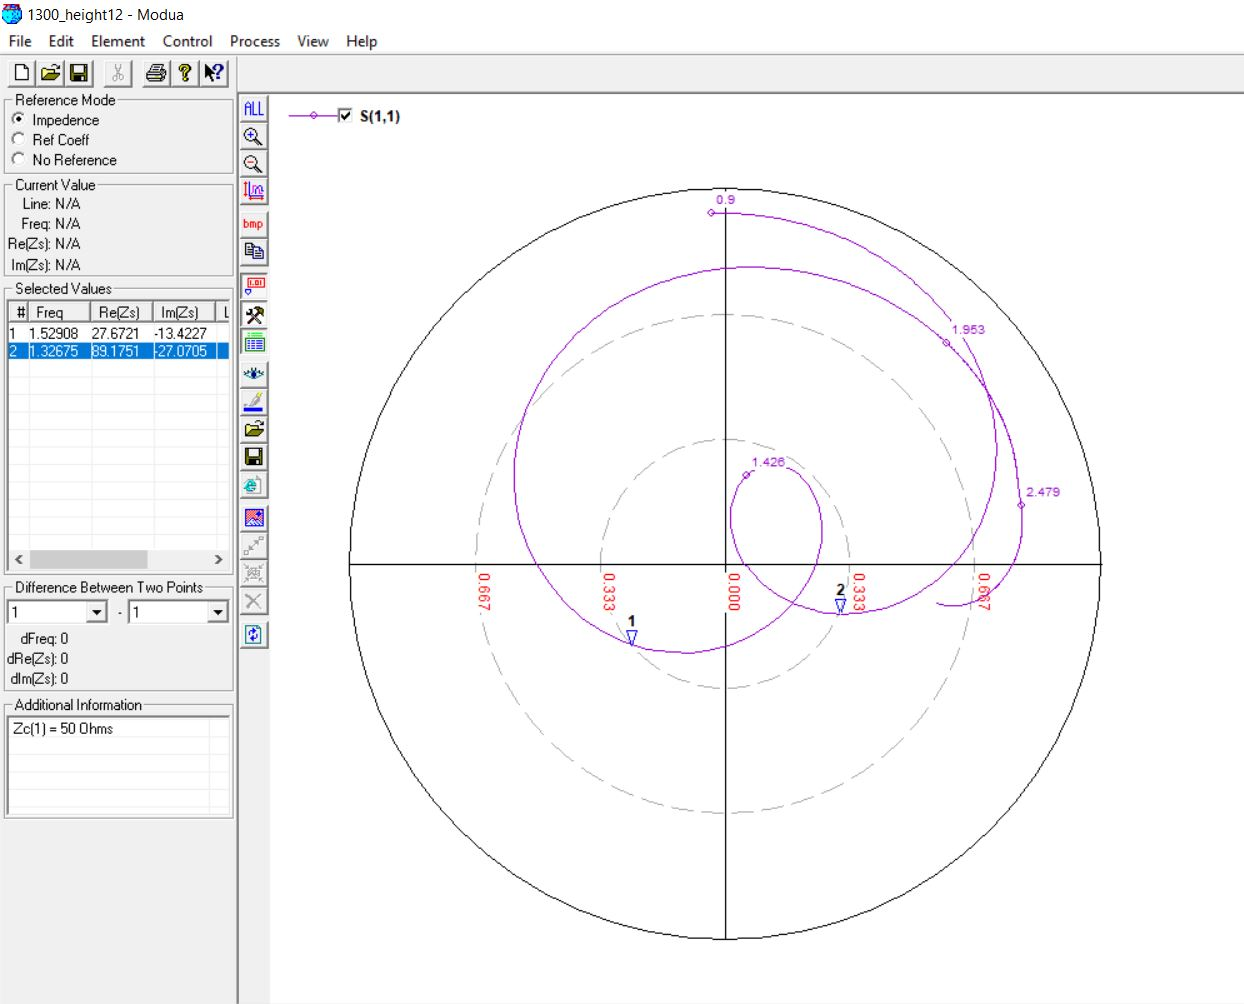 1300_height12 - Modua
File Edit Element Control Process View Help
Reference Mode
Impedence
Ref Coeff
No Reference
Current Value
Line: N/A
Freq: N/A
Re(Zs): N/A
Im(Zs): N/A
Selected Values
# Freq Re(Zs) Im(Zs) L
1 1.52908 27.6721 -13.4227
2 1.32675 89.1751 -27.0705
Difference Between Two Points
1 - 1
dFreq: 0
dRe(Zs): 0
dIm(Zs): 0
Additional Information
Zc(1) = 50 Ohms
ALL
bmp
1.01
S(1,1)
0.9
1.953
1.426
2.479
0.667
0.333
0.000
0.333
0.667
1
2